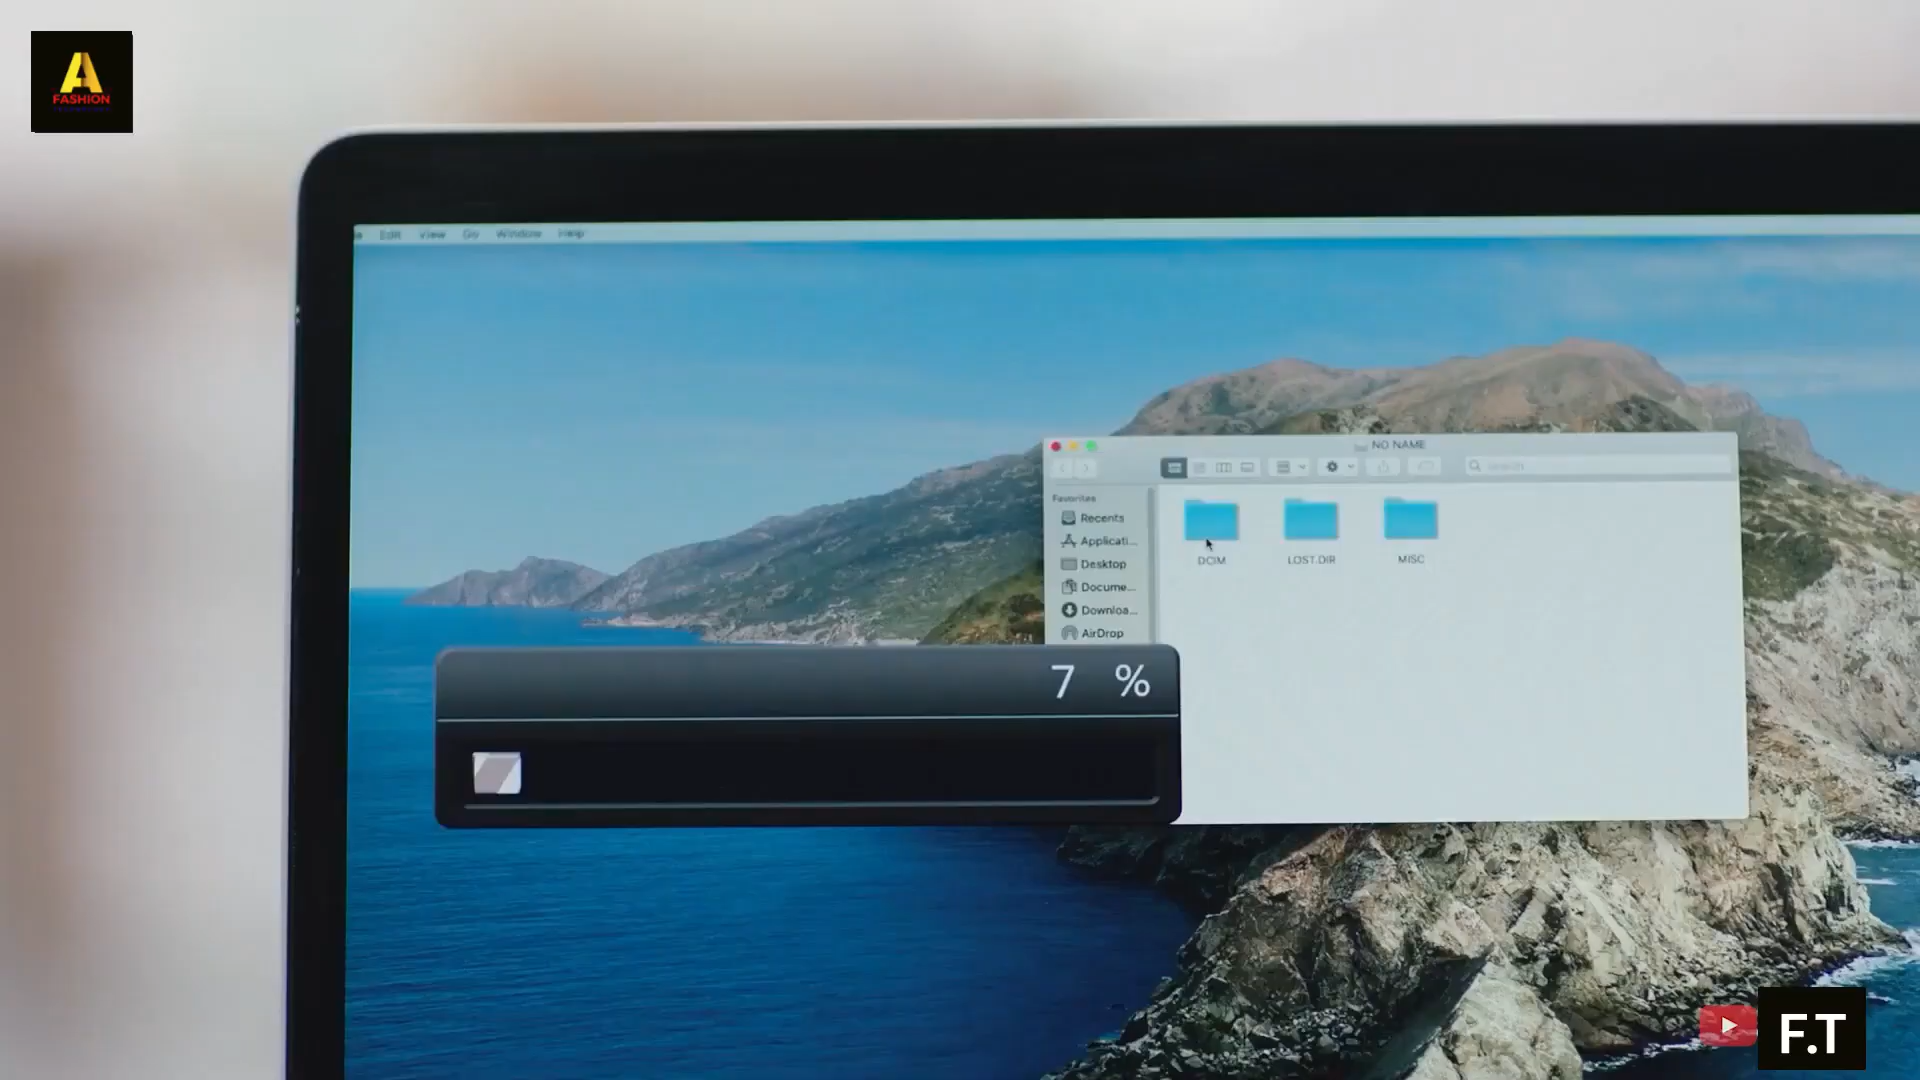 A
FASHION
Edit View Go Window Help
NO NAME
Search
Favorites
Recents
Applicati...
Desktop
Docume...
Downloa...
AirDrop
DCIM
LOST.DIR
MISC
7 %
F.T